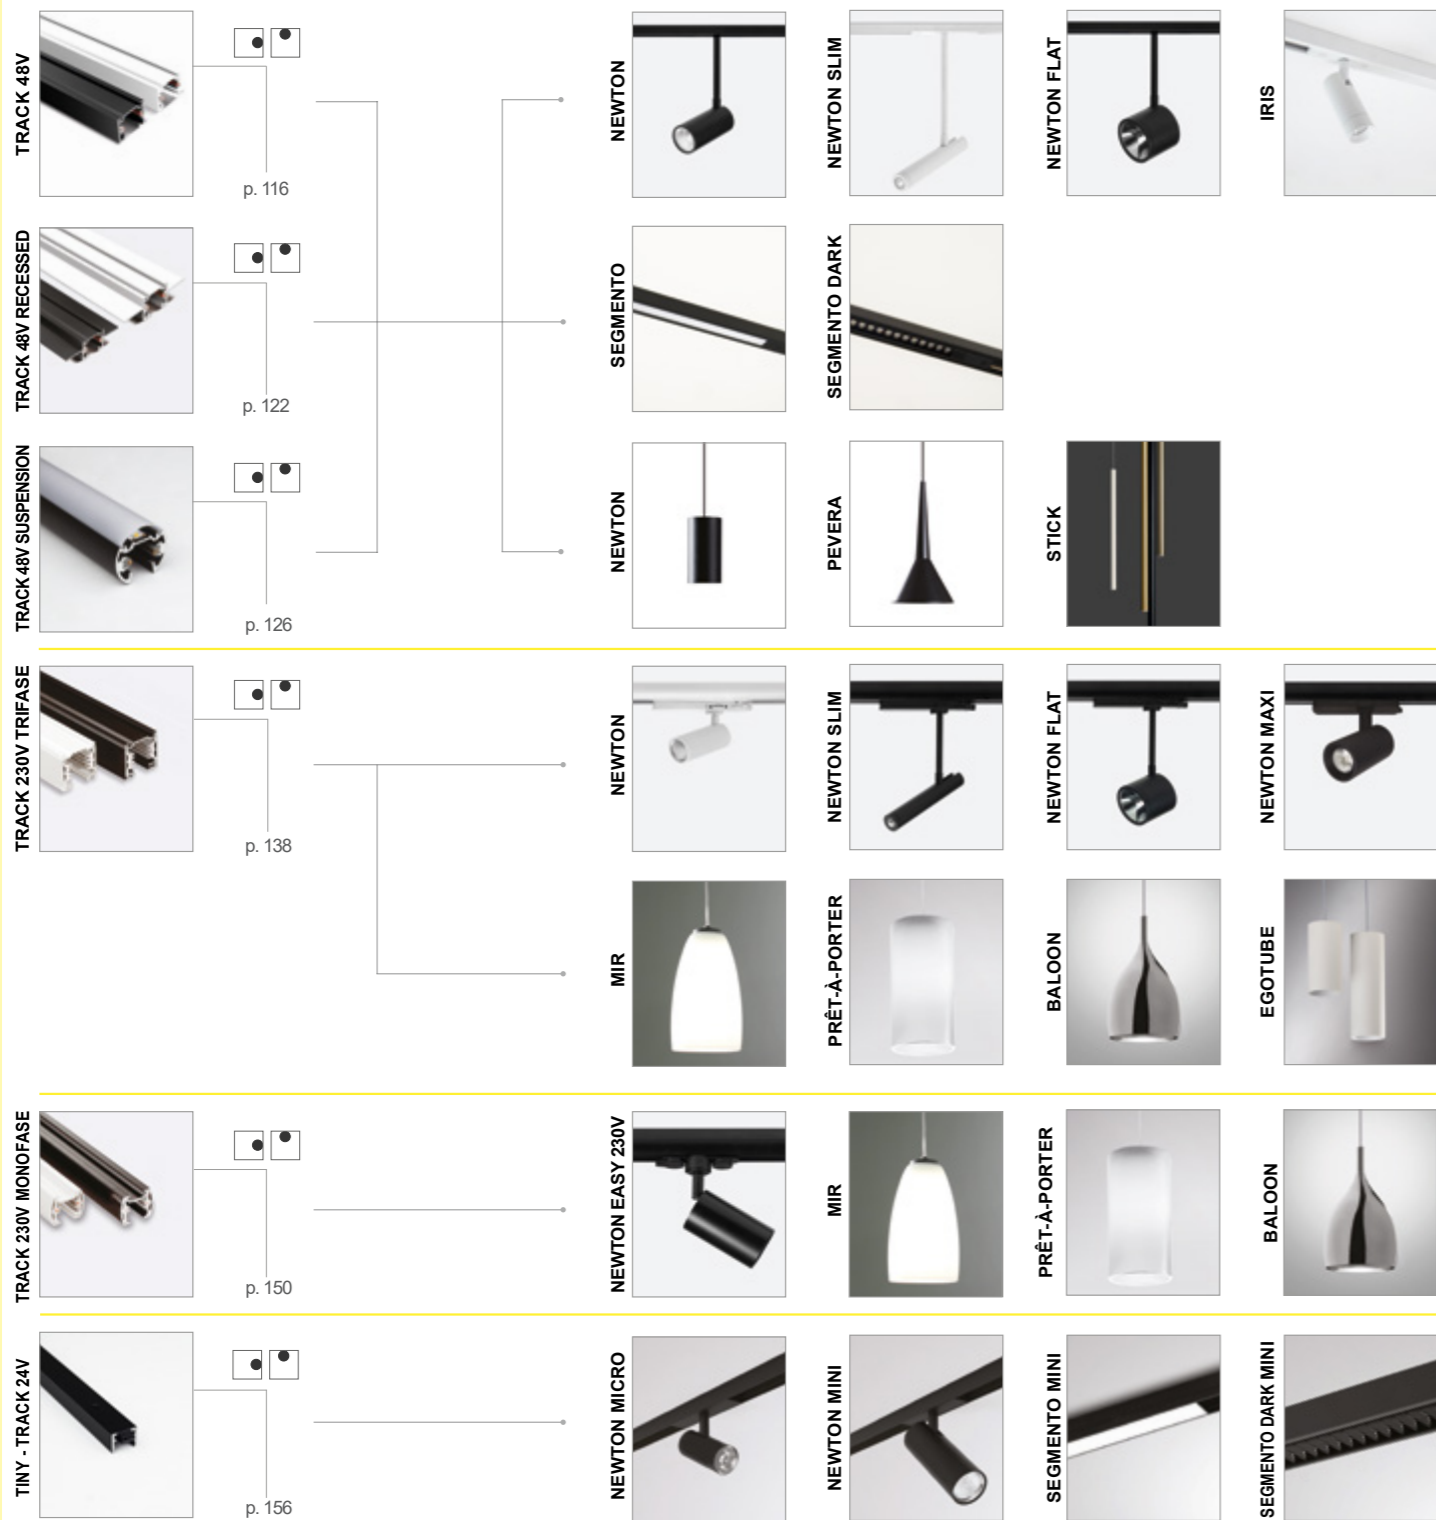 TRACK 48V
p. 116
NEWTON
NEWTON SLIM
NEWTON FLAT
IRIS
TRACK 48V RECESSED
p. 122
SEGMENTO
SEGMENTO DARK
TRACK 48V SUSPENSION
p. 126
NEWTON
PEVERA
STICK
TRACK 230V TRIFASE
p. 138
NEWTON
NEWTON SLIM
NEWTON FLAT
NEWTON MAXI
MIR
PRÊT-À-PORTER
BALOON
EGOTUBE
TRACK 230V MONOFASE
p. 150
NEWTON EASY 230V
MIR
PRÊT-À-PORTER
BALOON
TINY - TRACK 24V
p. 156
NEWTON MICRO
NEWTON MINI
SEGMENTO MINI
SEGMENTO DARK MINI